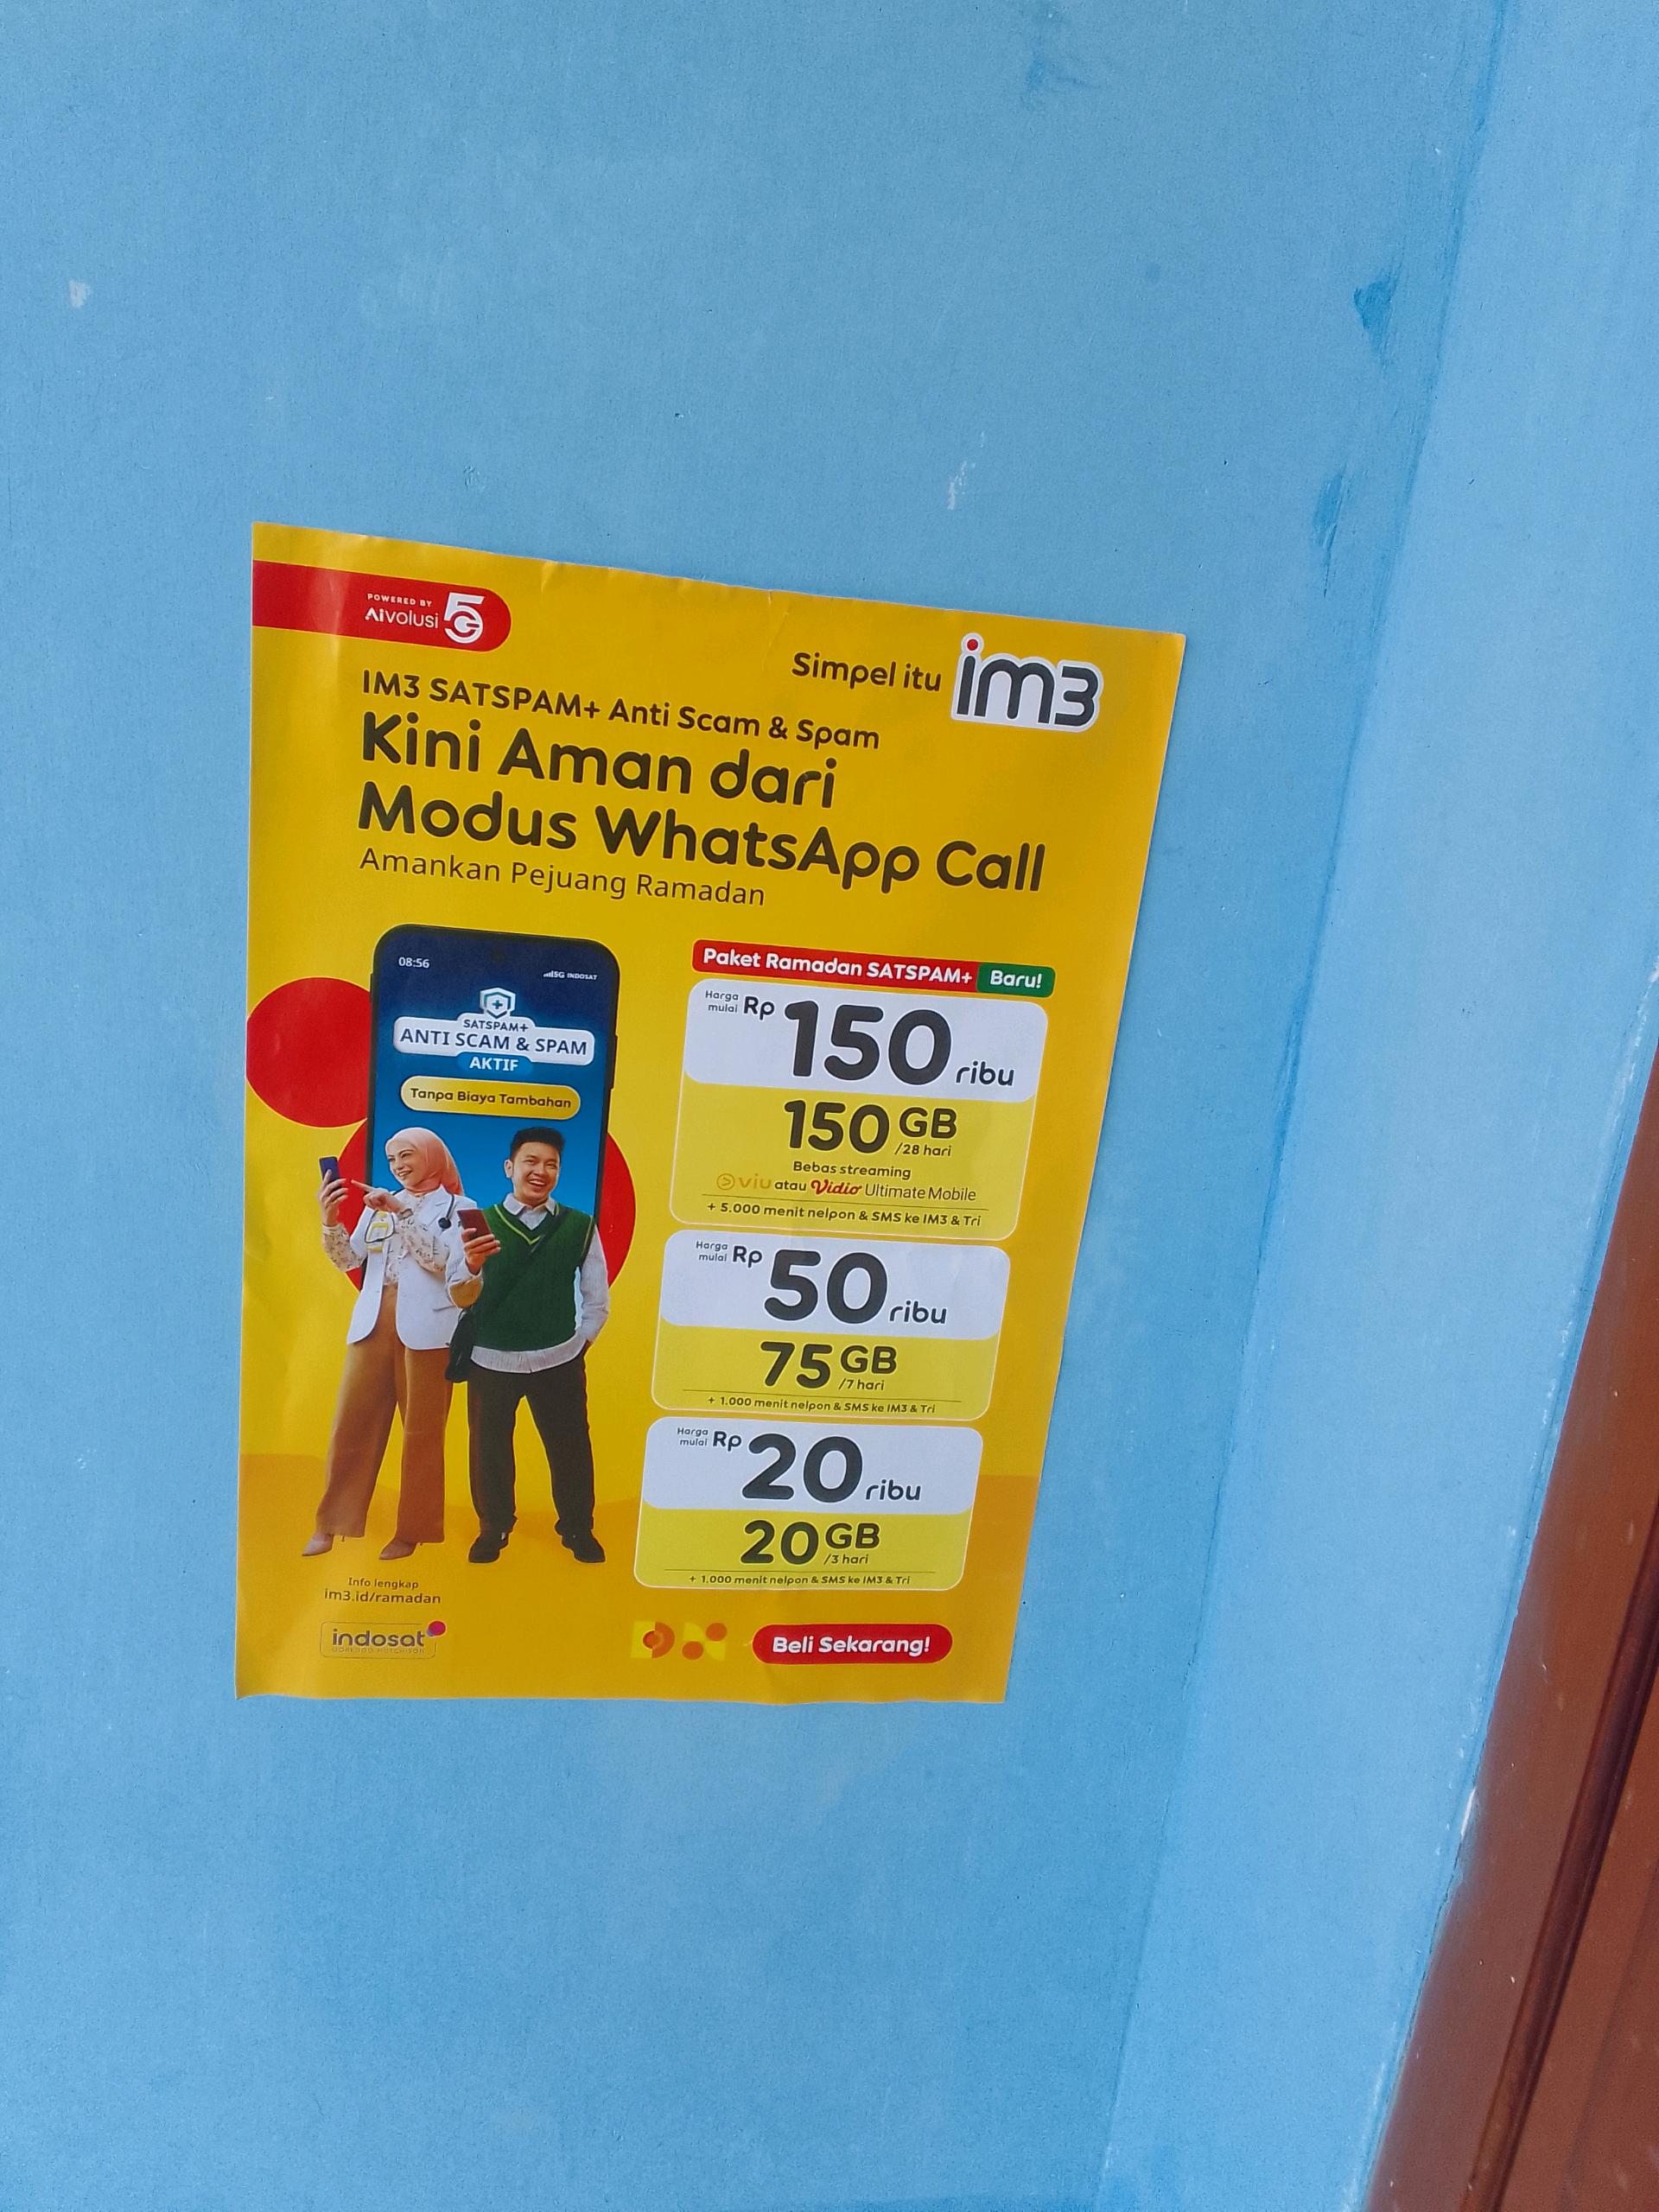 POWERED BY
AIvolusi 5G
Simpel itu im3
IM3 SATSPAM+ Anti Scam & Spam
Kini Aman dari
Modus WhatsApp Call
Amankan Pejuang Ramadan
08:56
5G INDOSAT
SATSPAM+
ANTI SCAM & SPAM
AKTIF
Tanpa Biaya Tambahan
Paket Ramadan SATSPAM+ Baru!
Harga mulai Rp 150 ribu
150 GB
/28 hari
Bebas streaming
viu atau Vidio Ultimate Mobile
+ 5.000 menit nelpon & SMS ke IM3 & Tri
Harga mulai Rp 50 ribu
75 GB
/7 hari
+ 1.000 menit nelpon & SMS ke IM3 & Tri
Harga mulai Rp 20 ribu
20 GB
/3 hari
+ 1.000 menit nelpon & SMS ke IM3 & Tri
Info lengkap
im3.id/ramadan
indosat
OOREDOO HUTCHISON
Beli Sekarang!